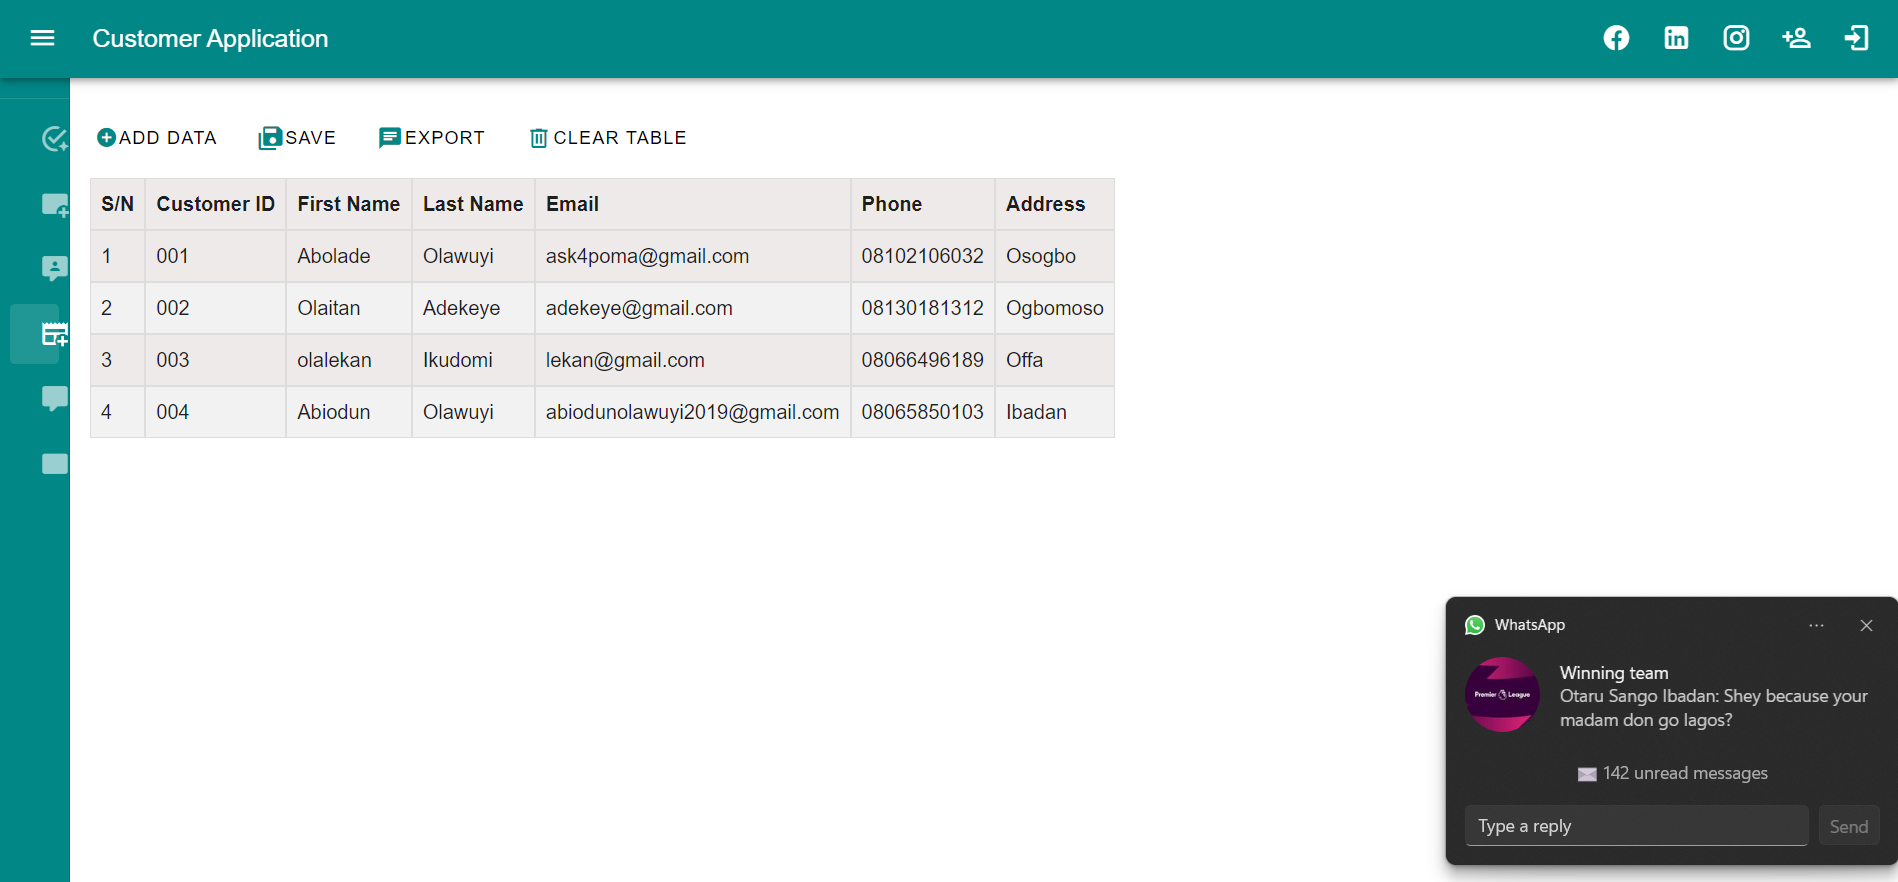 Customer Application
ADD DATA SAVE EXPORT CLEAR TABLE
S/N Customer ID First Name Last Name Email Phone Address
1 001 Abolade Olawuyi ask4poma@gmail.com 08102106032 Osogbo
2 002 Olaitan Adekeye adekeye@gmail.com 08130181312 Ogbomoso
3 003 olalekan Ikudomi lekan@gmail.com 08066496189 Offa
4 004 Abiodun Olawuyi abiodunolawuyi2019@gmail.com 08065850103 Ibadan
WhatsApp
Premier League
Winning team
Otaru Sango Ibadan: Shey because your
madam don go lagos?
142 unread messages
Type a reply Send